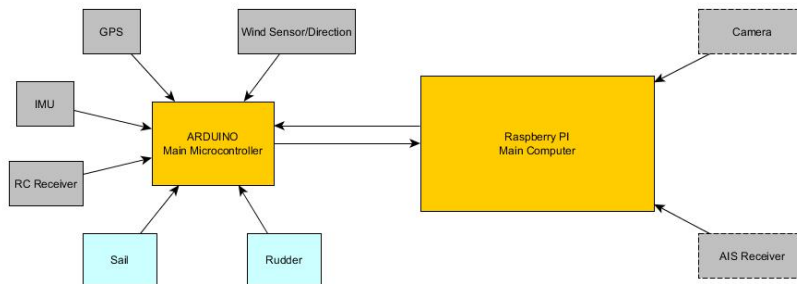 GPS
Wind Sensor/Direction
Camera
IMU
ARDUINO
Main Microcontroller
Raspberry PI
Main Computer
RC Receiver
Sail
Rudder
AIS Receiver